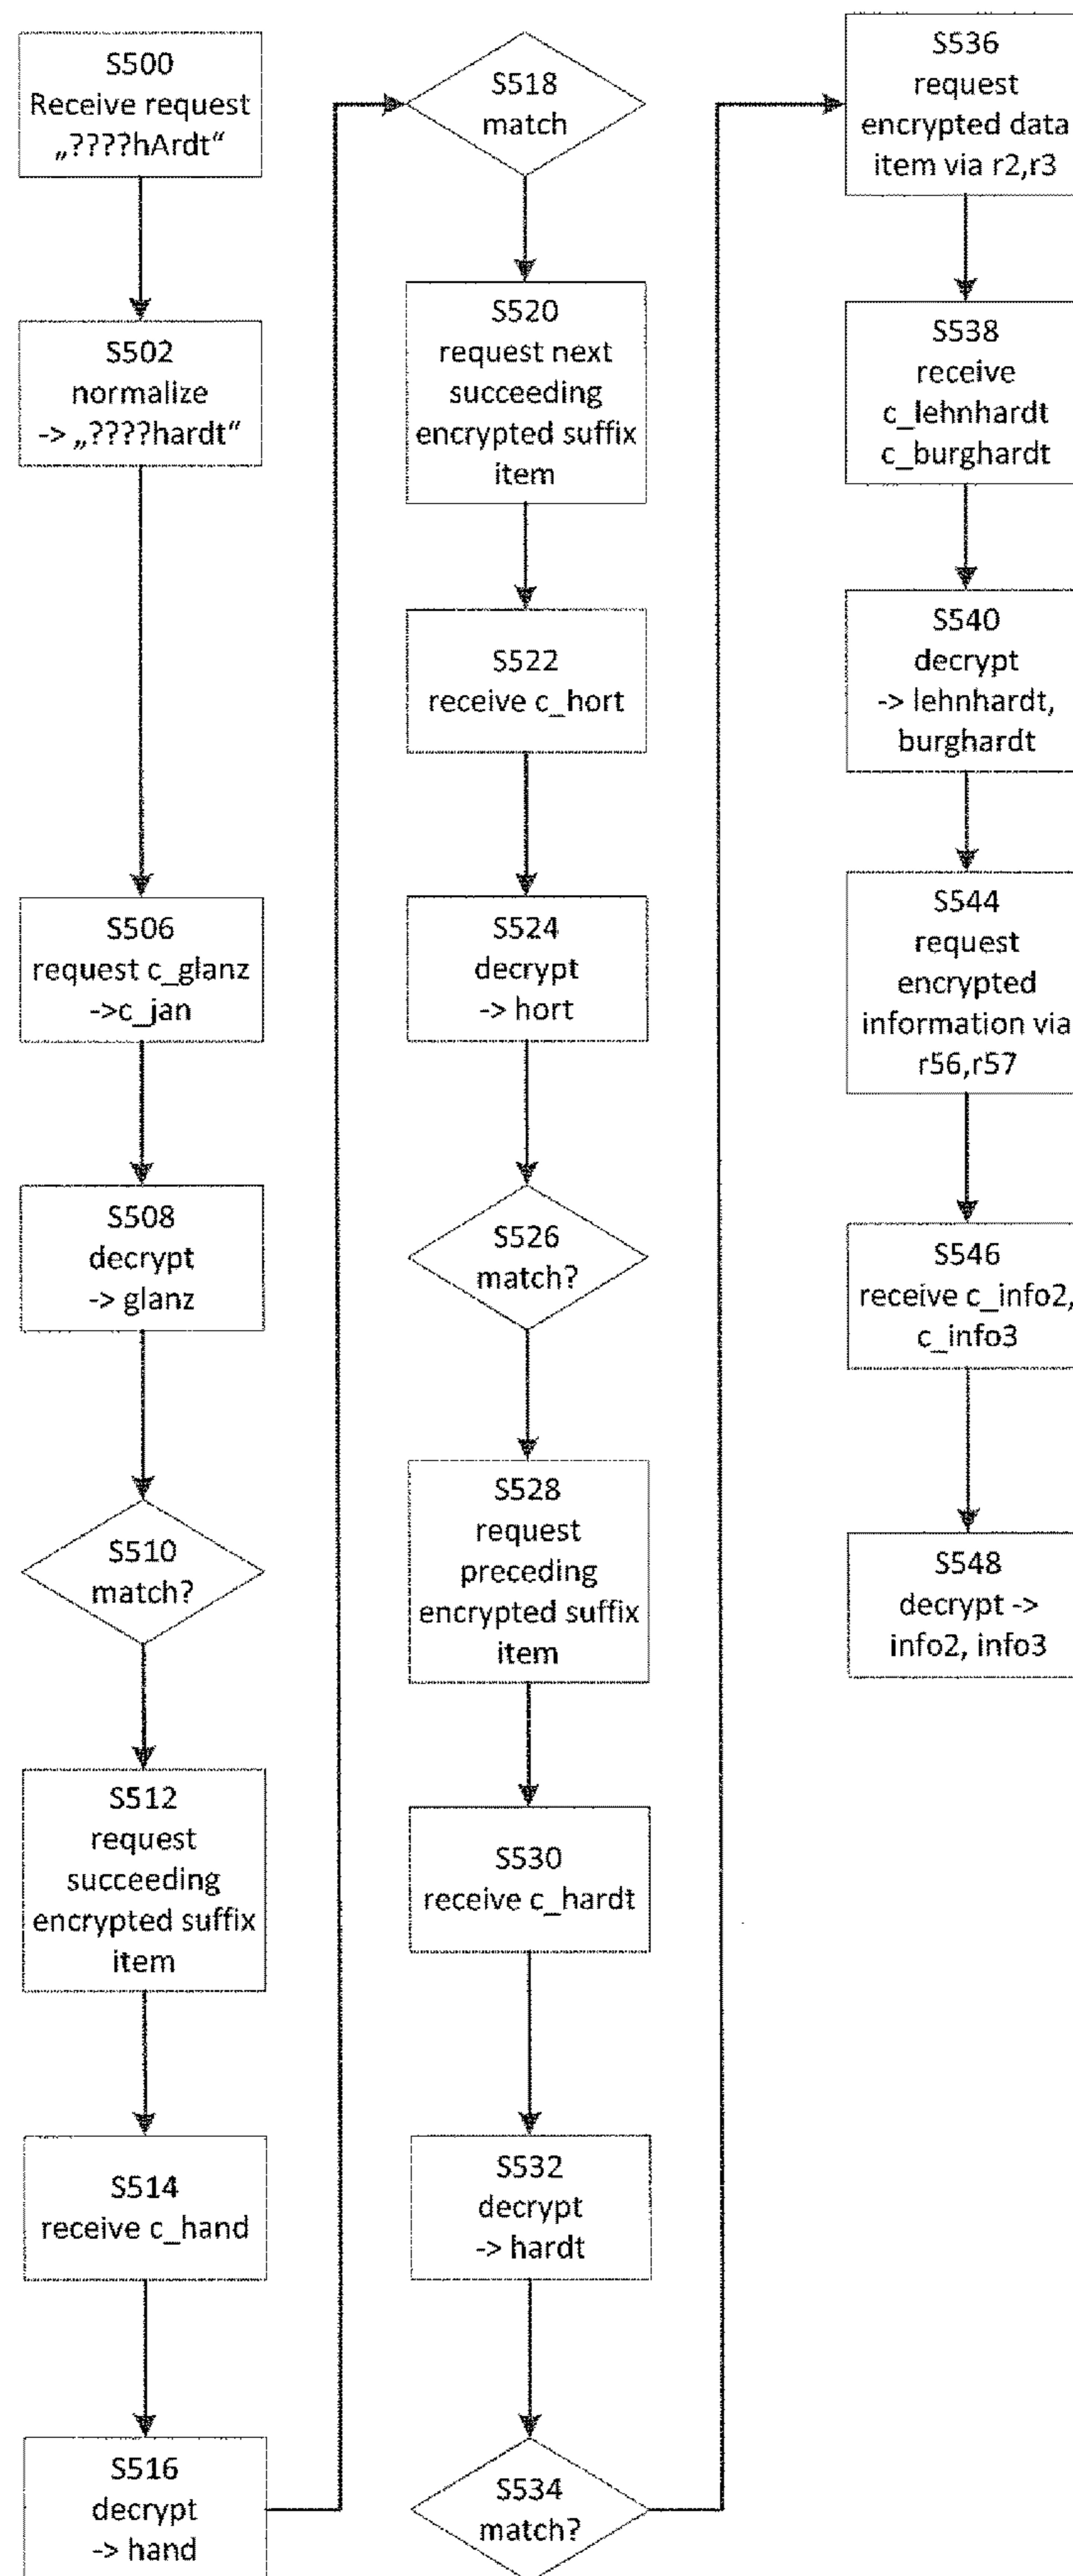 S500
Receive request
„????hArdt“
S502
normalize
-> „????hardt“
S506
request c_glanz
->c_jan
S508
decrypt
-> glanz
S510
match?
S512
request
succeeding
encrypted suffix
item
S514
receive c_hand
S516
decrypt
-> hand
S518
match
S520
request next
succeeding
encrypted suffix
item
S522
receive c_hort
S524
decrypt
-> hort
S526
match?
S528
request
preceding
encrypted suffix
item
S530
receive c_hardt
S532
decrypt
-> hardt
S534
match?
S536
request
encrypted data
item via r2,r3
S538
receive
c_lehnhardt
c_burghardt
S540
decrypt
-> lehnhardt,
burghardt
S544
request
encrypted
information via
r56,r57
S546
receive c_info2,
c_info3
S548
decrypt ->
info2, info3